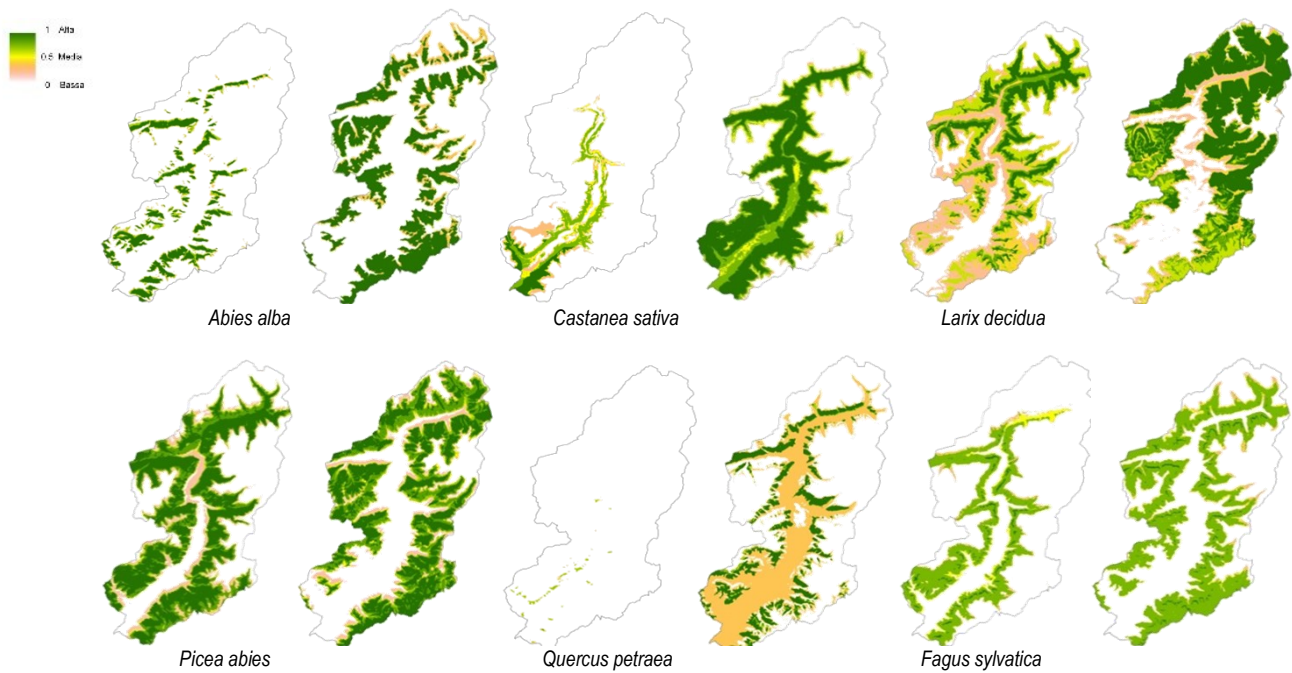 1 Alta
0.5 Media
0 Bassa
Abies alba
Castanea sativa
Larix decidua
Picea abies
Quercus petraea
Fagus sylvatica